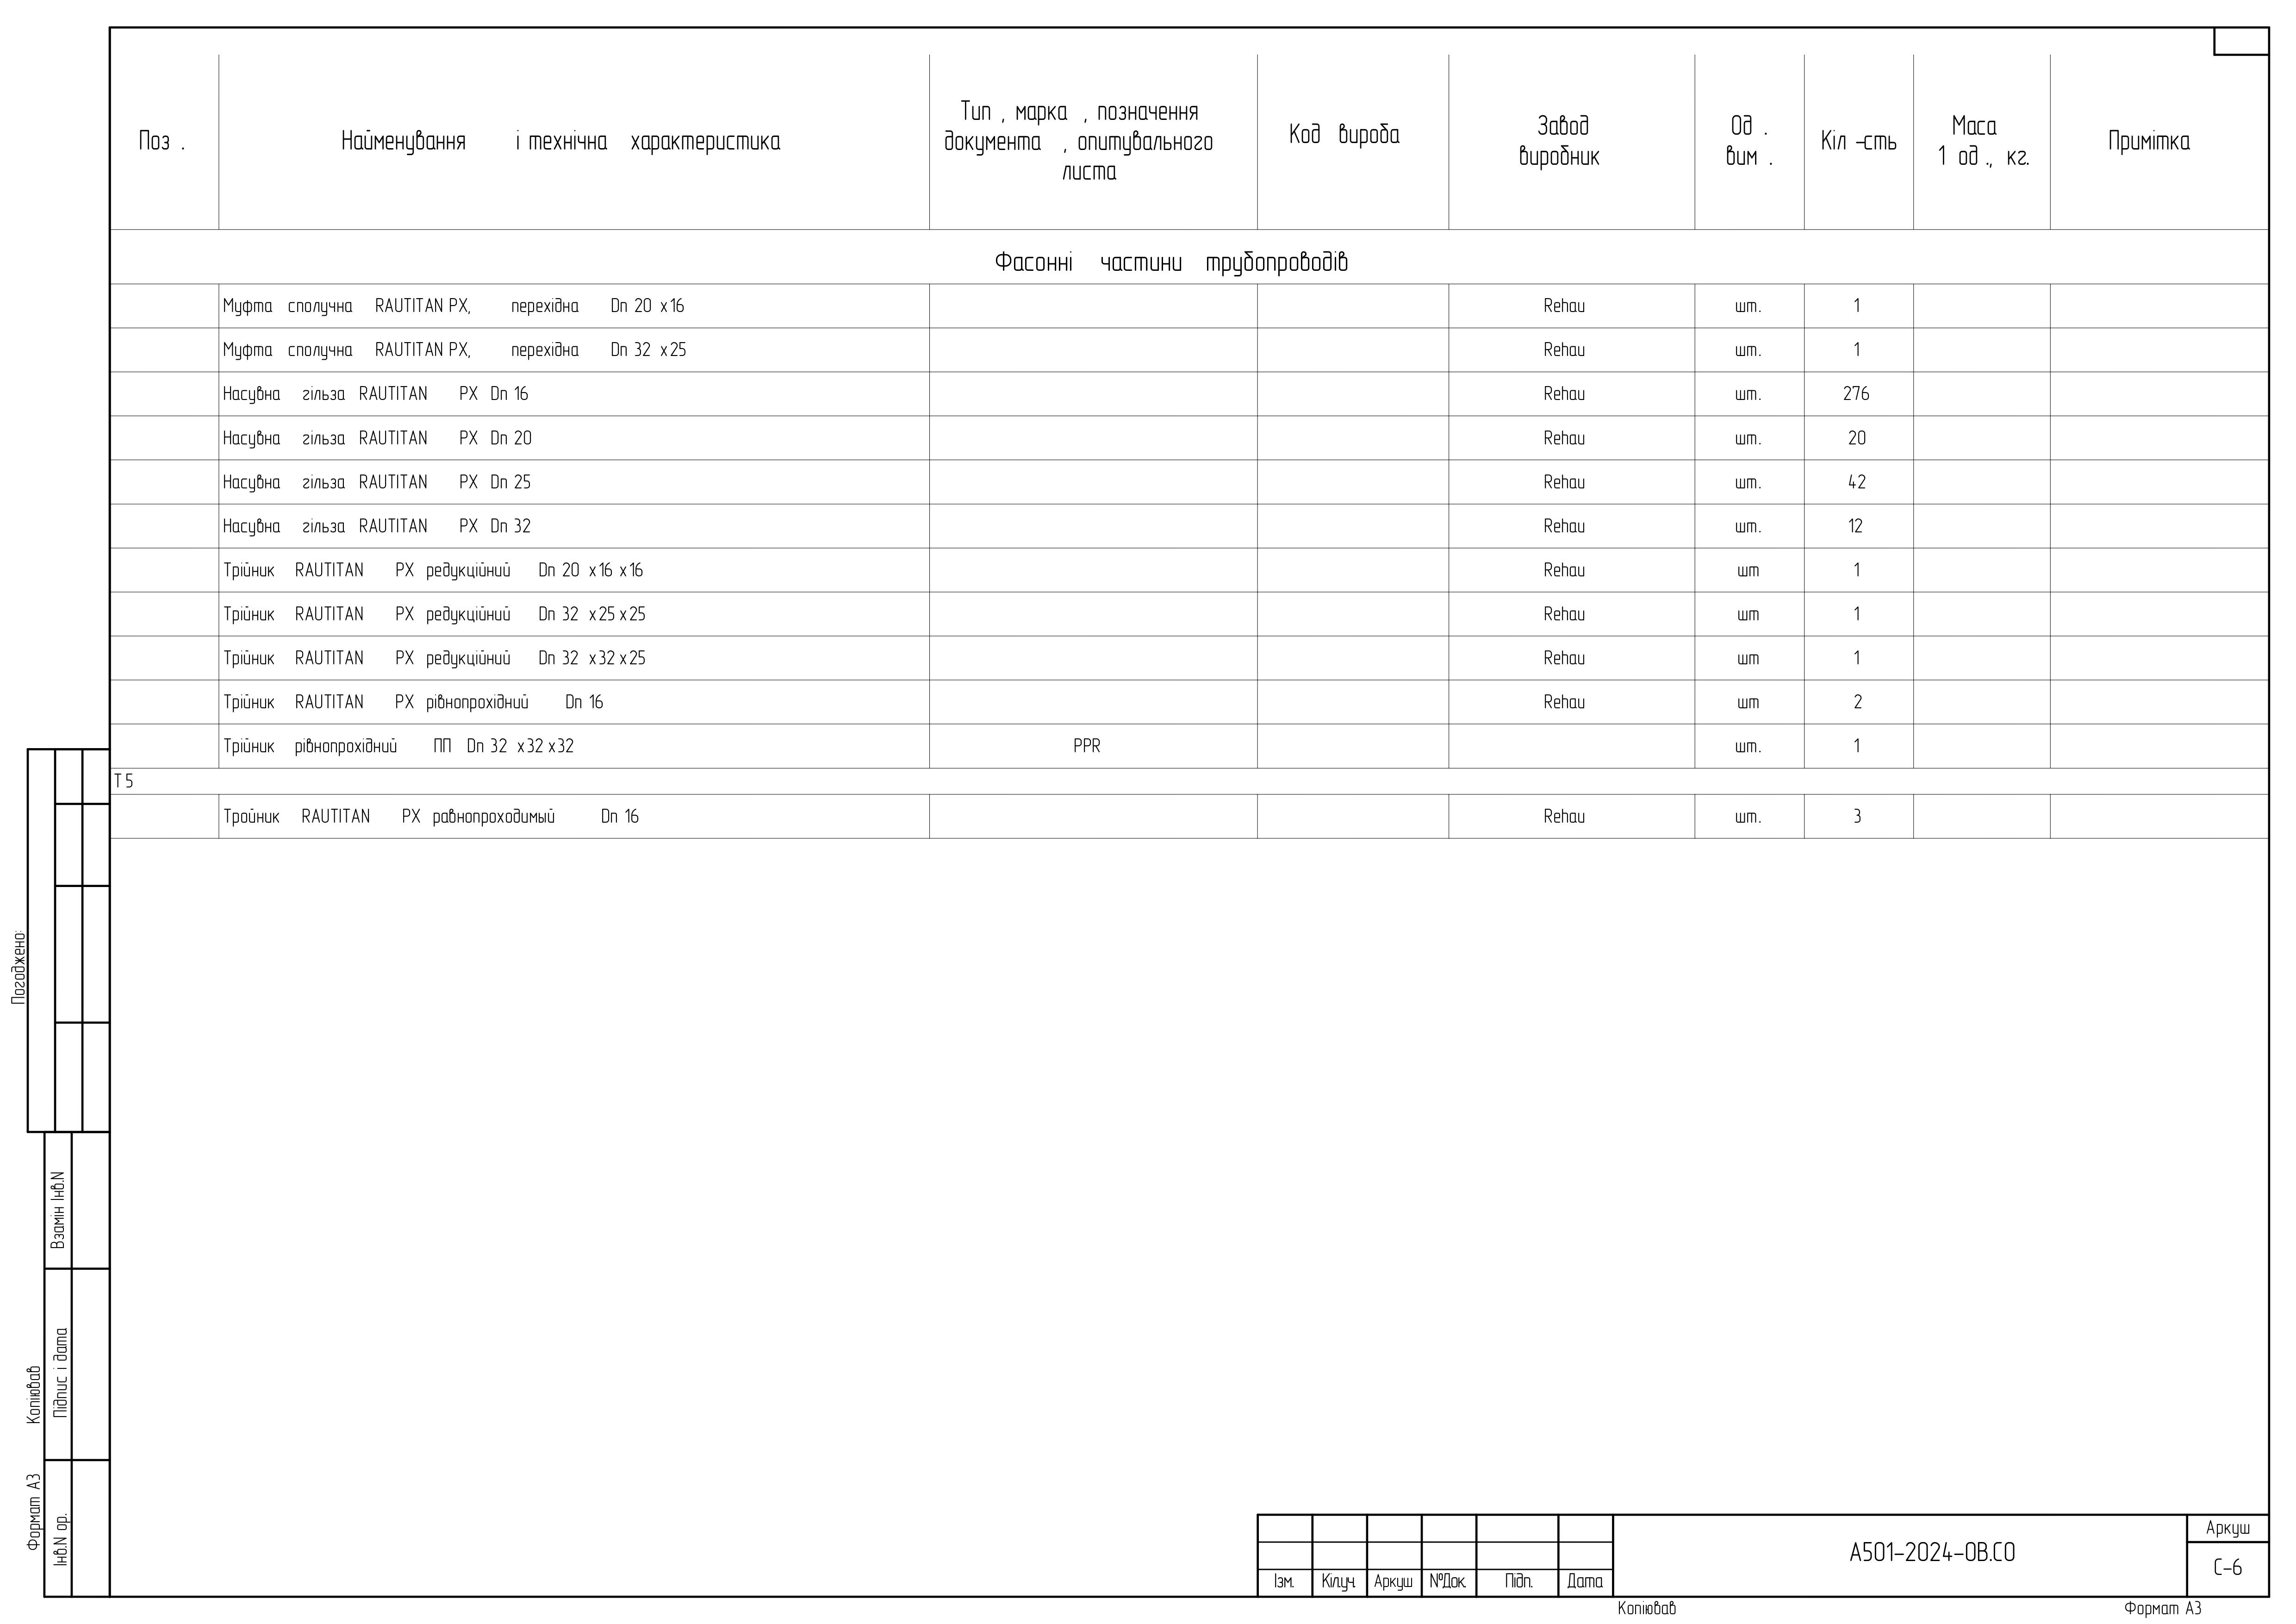 Поз .
Найменування і технічна характеристика
Тип , марка , позначення
документа , опитувального
листа
Код вироба
Завод
виробник
Од .
вим .
Кіл -сть
Маса
1 од ., кг.
Примітка
Фасонні частини трубопроводів
Муфта сполучна RAUTITAN PX, перехідна Dn 20 x16 Rehau шт. 1
Муфта сполучна RAUTITAN PX, перехідна Dn 32 x25 Rehau шт. 1
Насувна гільза RAUTITAN PX Dn 16 Rehau шт. 276
Насувна гільза RAUTITAN PX Dn 20 Rehau шт. 20
Насувна гільза RAUTITAN PX Dn 25 Rehau шт. 42
Насувна гільза RAUTITAN PX Dn 32 Rehau шт. 12
Трійник RAUTITAN PX редукційний Dn 20 x16 x16 Rehau шт 1
Трійник RAUTITAN PX редукційний Dn 32 x25 x25 Rehau шт 1
Трійник RAUTITAN PX редукційний Dn 32 x32 x25 Rehau шт 1
Трійник RAUTITAN PX рівнопрохідний Dn 16 Rehau шт 2
Трійник рівнопрохідний ПП Dn 32 x32 x32 PPR шт. 1
Т5
Тройник RAUTITAN PX равнопроходимый Dn 16 Rehau шт. 3
Погоджено:
Взамін Інв.N
Підпис і дата
Інв.N ор.
Копіював
Формат А3
Ізм. Кіл.уч. Аркуш №Док. Підп. Дата
А501-2024-ОВ.СО
Аркуш
С-6
Копіював
Формат А3